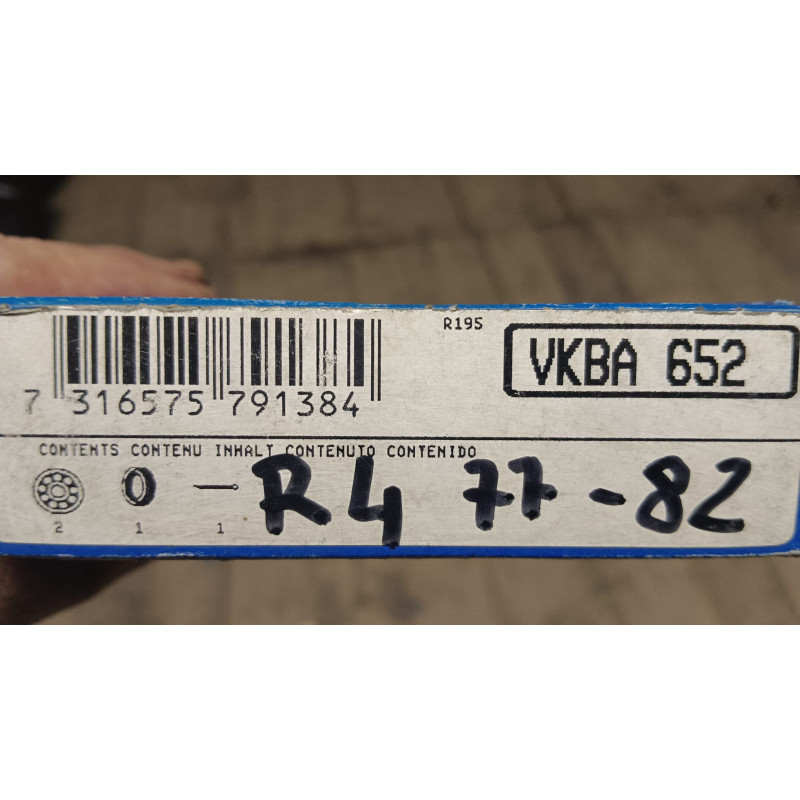 R195
VKBA 652
7 316575 791384
CONTENTS CONTENU INHALT CONTENUTO CONTENIDO
2 1 1
R4 77-82